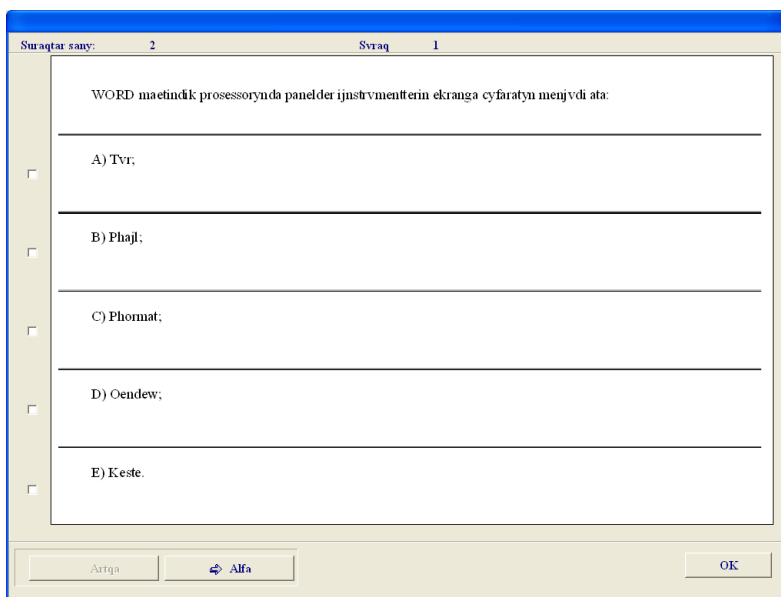 Suraqtar sany: 2 Svraq 1
WORD maetindik prosessorynda panelder ijnstrvmentterin ekranga cyfaratyn menjvdi ata:
A) Tvr;
B) Phajl;
C) Phormat;
D) Oendew;
E) Keste.
Artqa Alfa OK